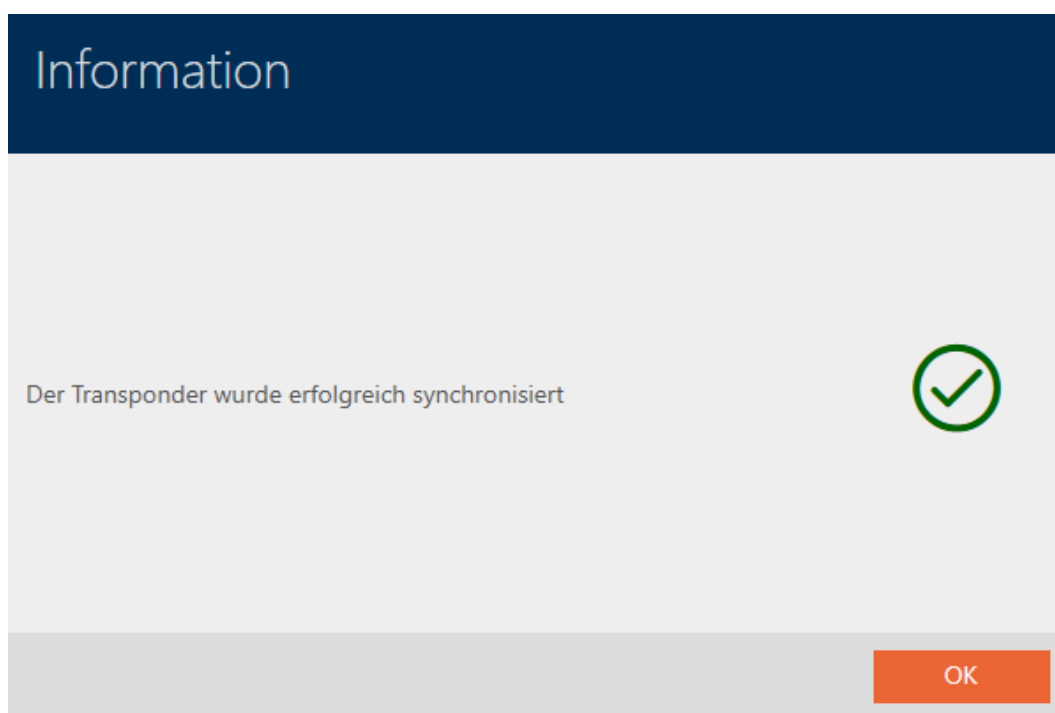 Information
Der Transponder wurde erfolgreich synchronisiert
OK